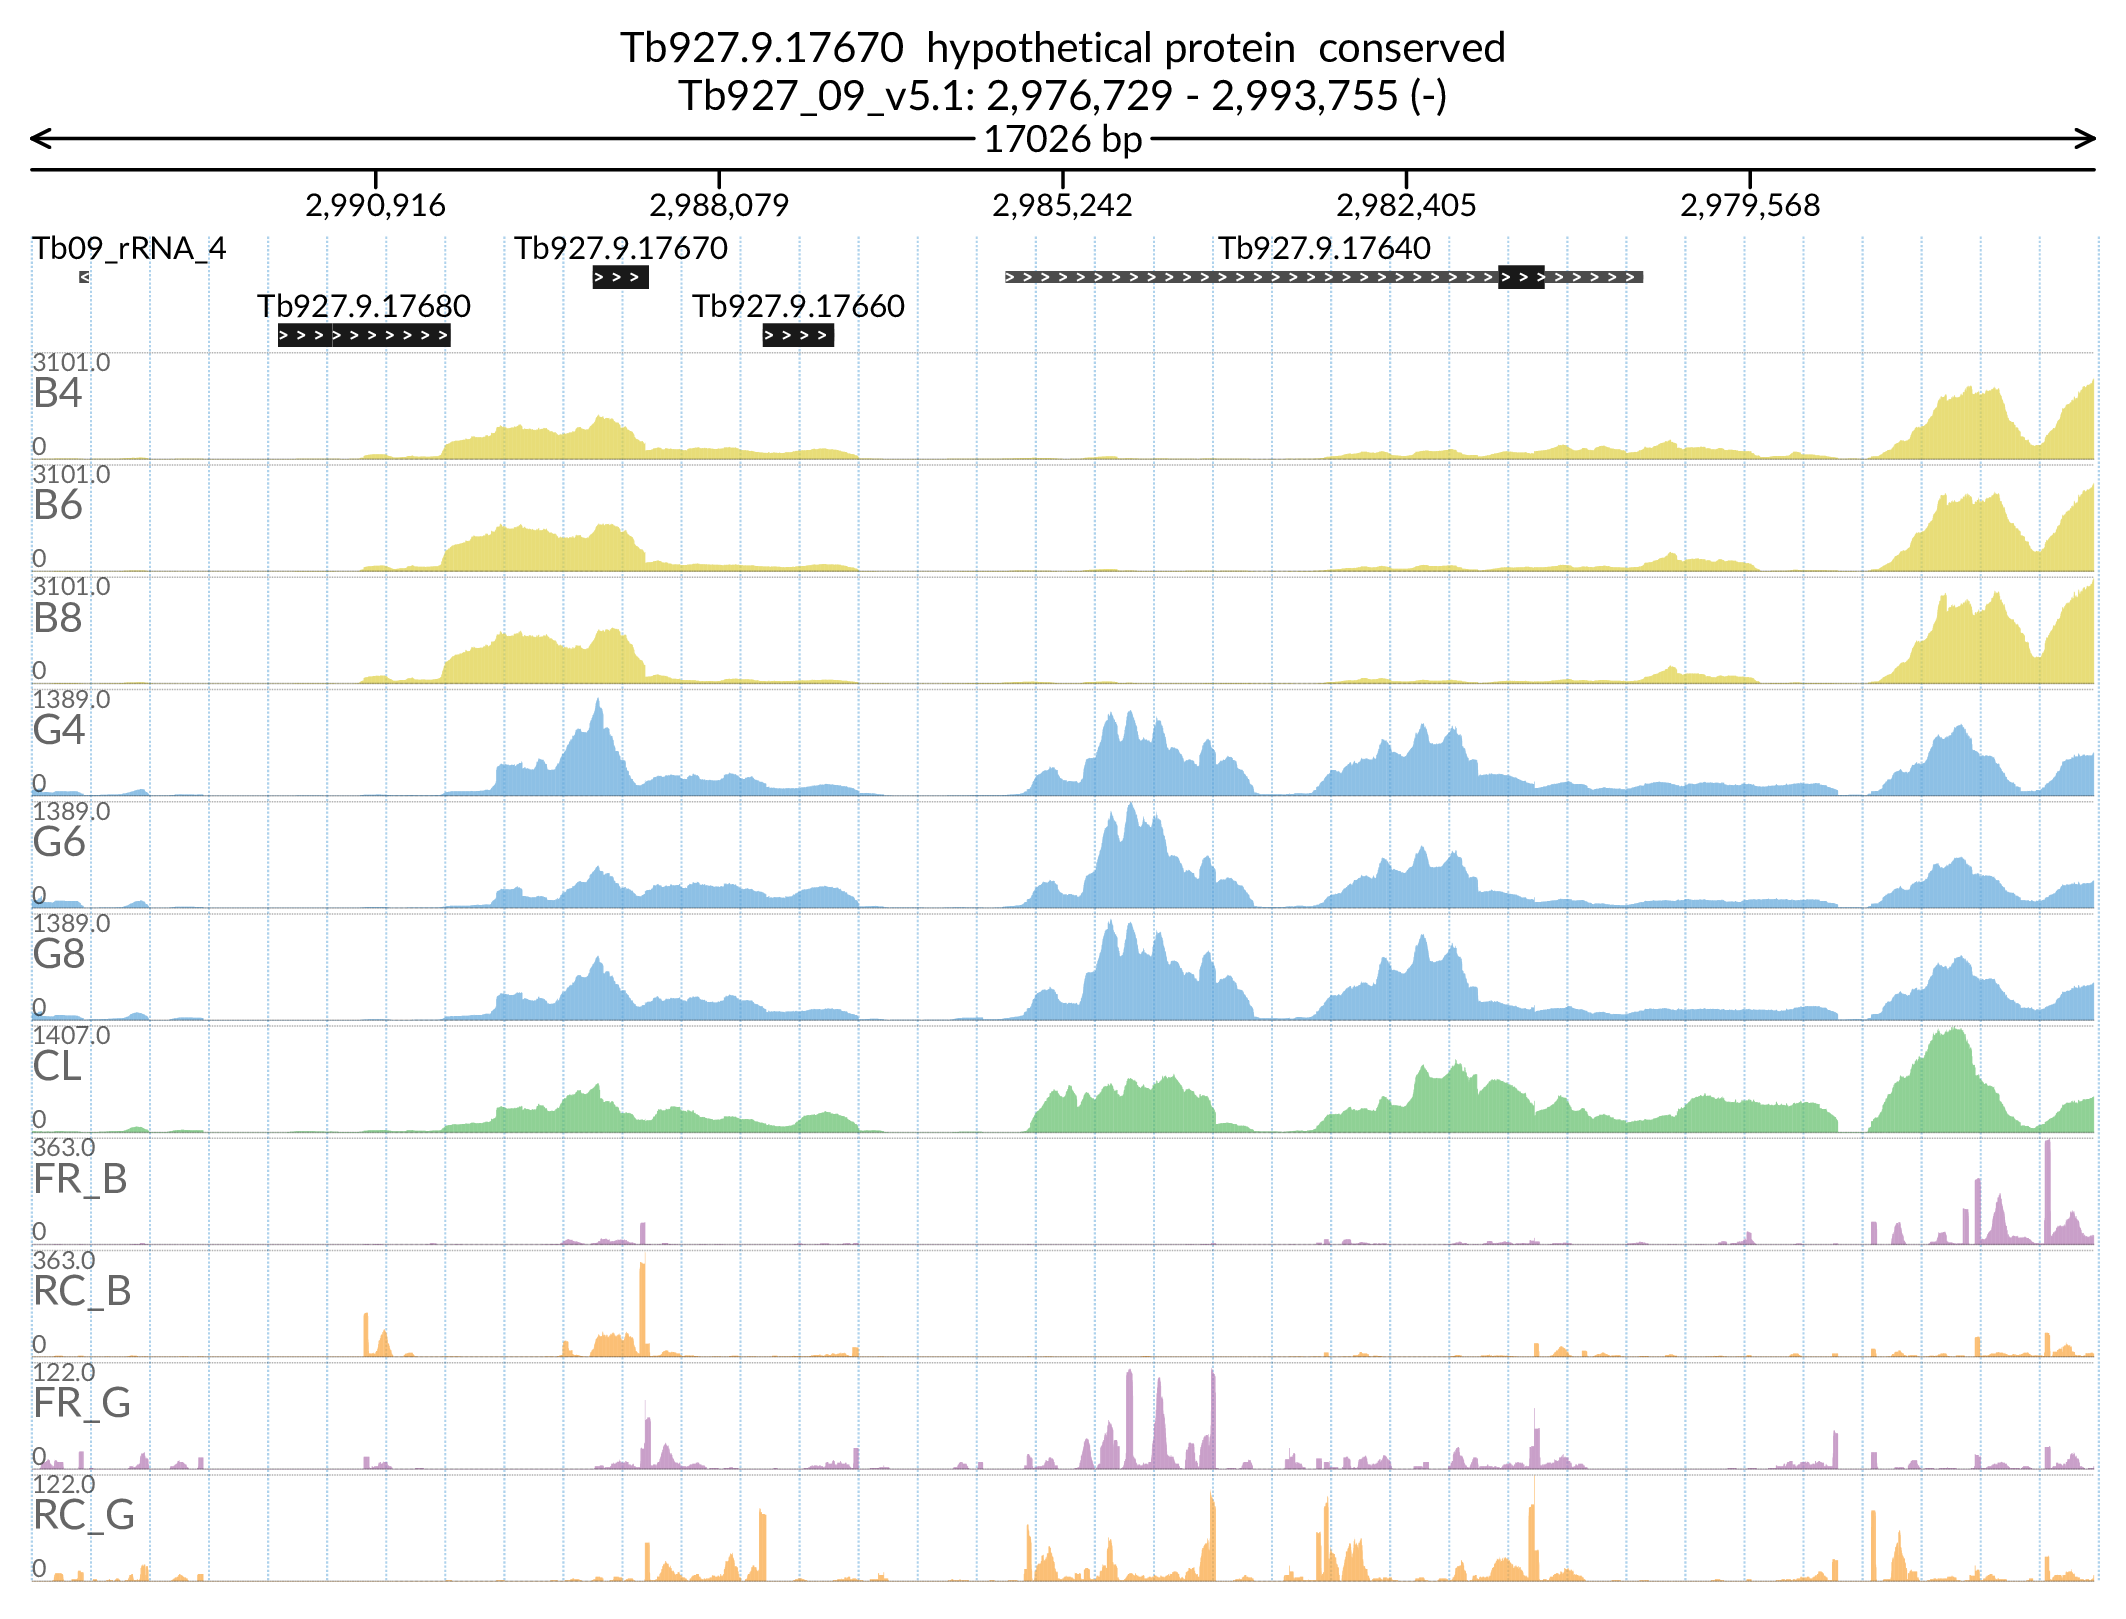 Tb927.9.17670  hypothetical protein  conserved
Tb927_09_v5.1: 2,976,729 - 2,993,755 (-)
17026 bp
2,990,916 2,988,079 2,985,242 2,982,405 2,979,568
Tb09_rRNA_4 Tb927.9.17670 Tb927.9.17640
Tb927.9.17680 Tb927.9.17660
3101.0
B4
0
3101.0
B6
0
3101.0
B8
0
1389.0
G4
0
1389.0
G6
0
1389.0
G8
0
1407.0
CL
0
363.0
FR_B
0
363.0
RC_B
0
122.0
FR_G
0
122.0
RC_G
0